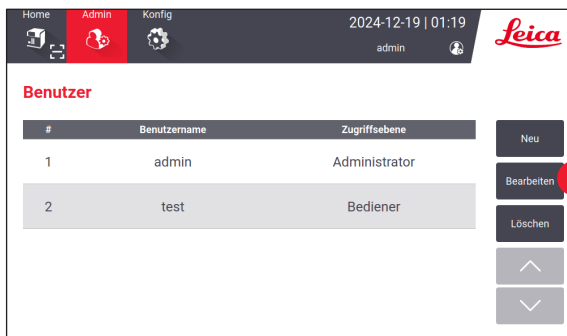 Home Admin Konfig
2024-12-19 | 01:19
admin
Leica
Benutzer
# Benutzername Zugriffsebene
1 admin Administrator
2 test Bediener
Neu
Bearbeiten
Löschen